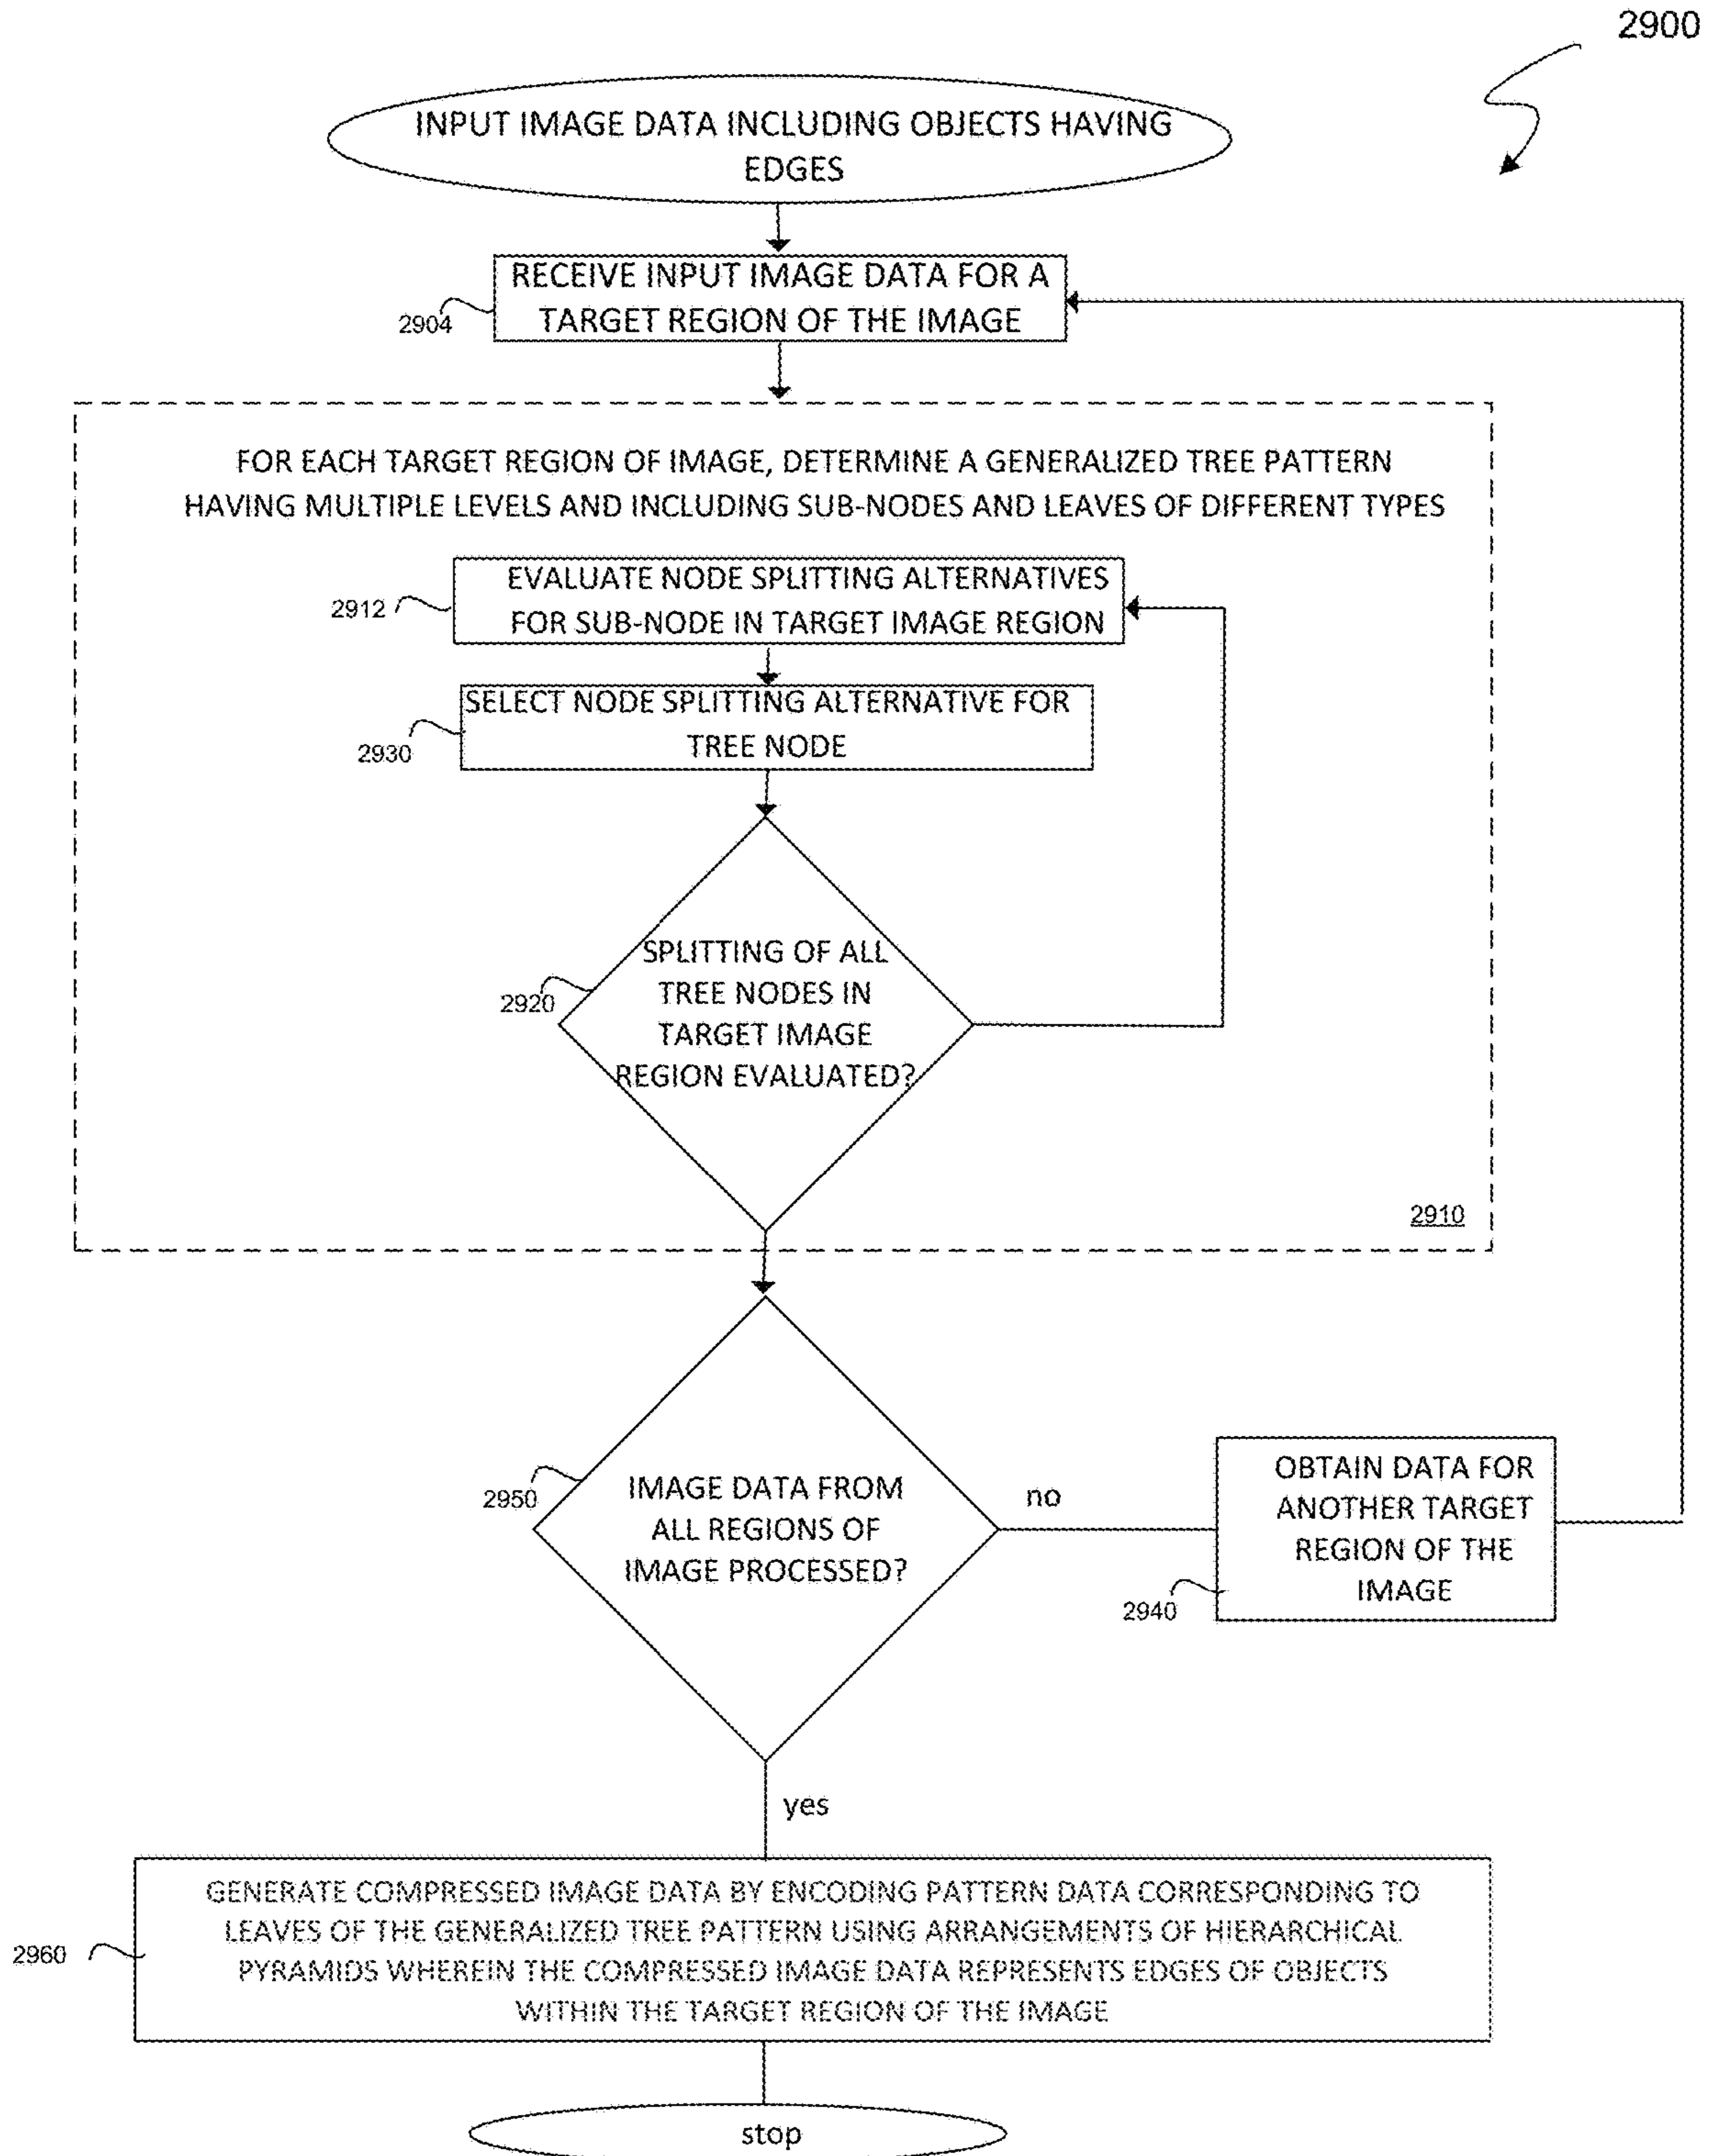 2900
INPUT IMAGE DATA INCLUDING OBJECTS HAVING
EDGES
RECEIVE INPUT IMAGE DATA FOR A
TARGET REGION OF THE IMAGE
2904
FOR EACH TARGET REGION OF IMAGE, DETERMINE A GENERALIZED TREE PATTERN
HAVING MULTIPLE LEVELS AND INCLUDING SUB-NODES AND LEAVES OF DIFFERENT TYPES
EVALUATE NODE SPLITTING ALTERNATIVES
FOR SUB-NODE IN TARGET IMAGE REGION
2912
SELECT NODE SPLITTING ALTERNATIVE FOR
TREE NODE
2930
SPLITTING OF ALL
TREE NODES IN
TARGET IMAGE
REGION EVALUATED?
2920
2910
IMAGE DATA FROM
ALL REGIONS OF
IMAGE PROCESSED?
2950
no
OBTAIN DATA FOR
ANOTHER TARGET
REGION OF THE
IMAGE
2940
yes
GENERATE COMPRESSED IMAGE DATA BY ENCODING PATTERN DATA CORRESPONDING TO
LEAVES OF THE GENERALIZED TREE PATTERN USING ARRANGEMENTS OF HIERARCHICAL
PYRAMIDS WHEREIN THE COMPRESSED IMAGE DATA REPRESENTS EDGES OF OBJECTS
WITHIN THE TARGET REGION OF THE IMAGE
2960
stop